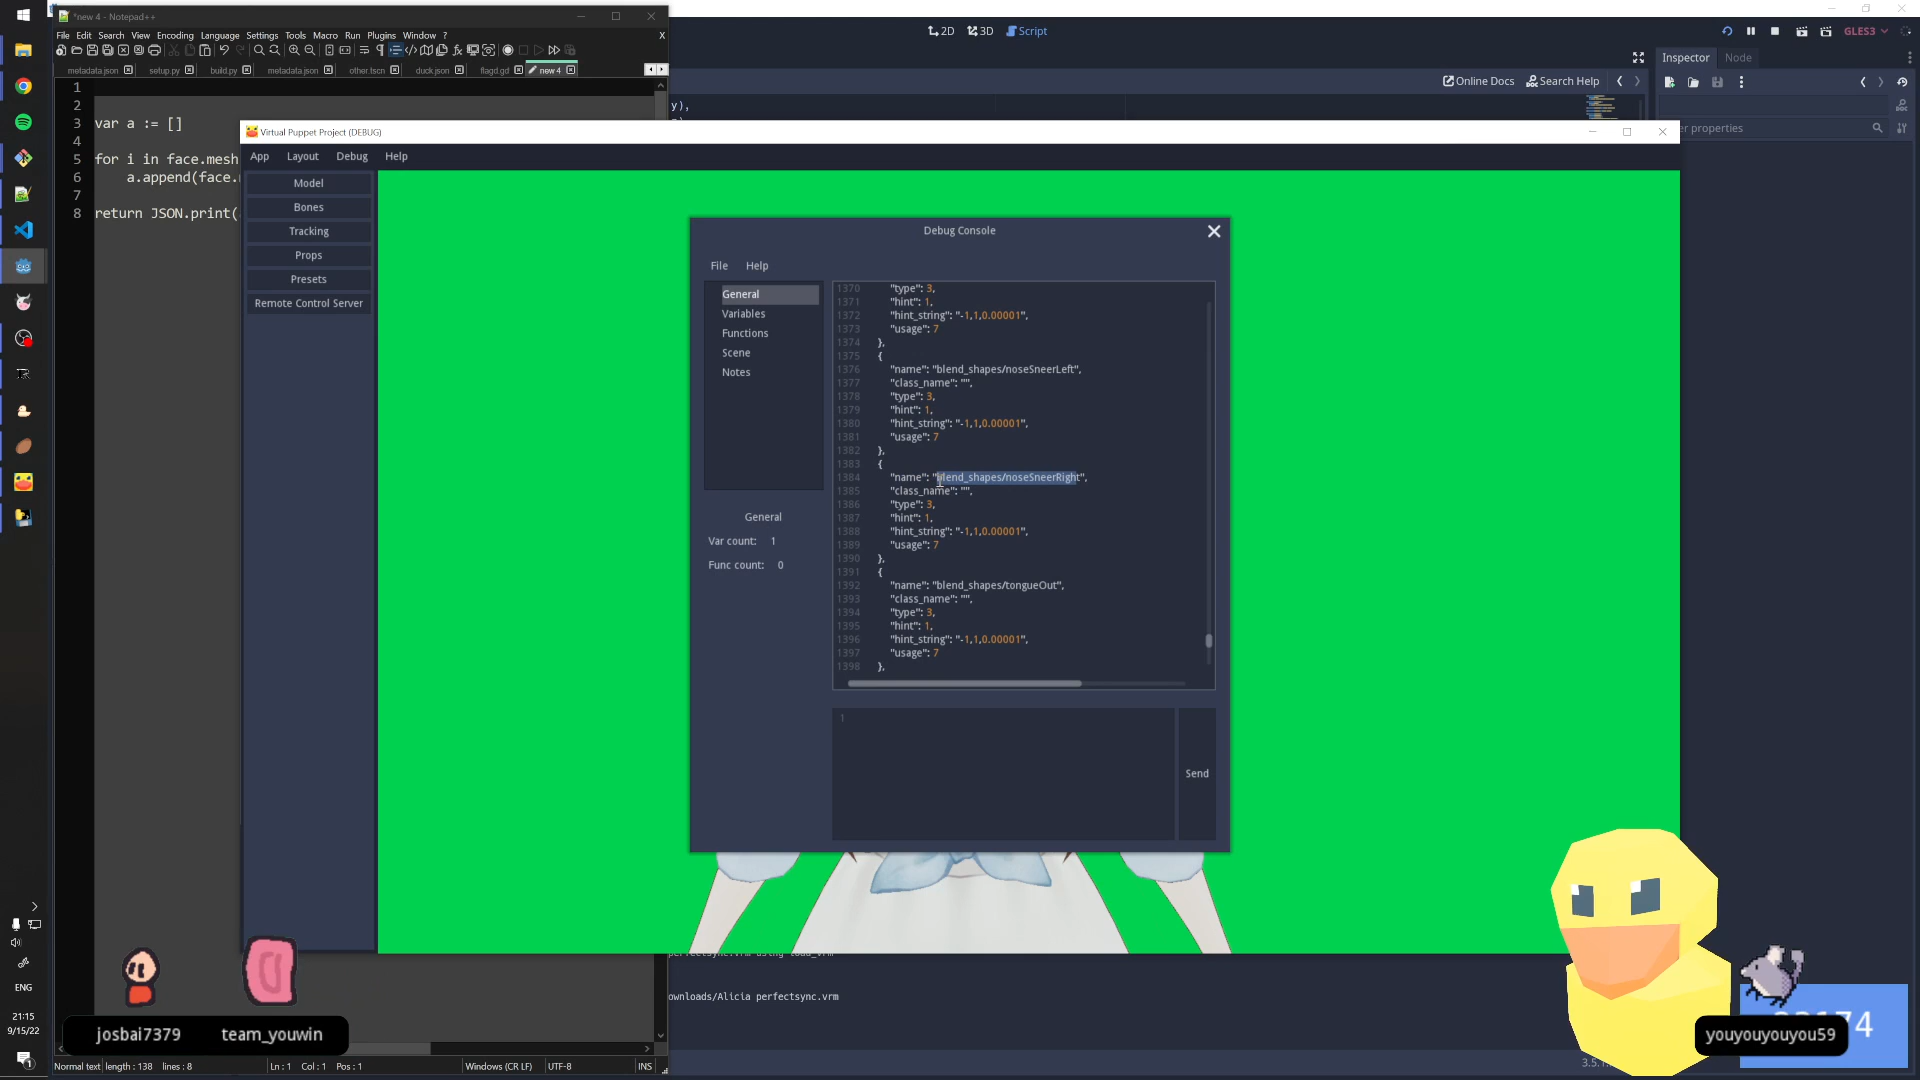 *new 4 - Notepad++
File Edit Search View Encoding Language Settings Tools Macro Run Plugins Window ?
X
metadata.json setup.py build.py metadata.json other.tscn duck.json flagd.gd new 4
1
2
3 var a := []
4
5 for i in face.mesh
6 a.append(face.
7
8 return JSON.print(
2D 3D Script
GLES3
Inspector Node
Online Docs Search Help
y),
er properties
Virtual Puppet Project (DEBUG)
App Layout Debug Help
Model
Bones
Tracking
Props
Presets
Remote Control Server
Debug Console
File Help
General
Variables
Functions
Scene
Notes
General
Var count: 1
Func count: 0
1370 "type": 3,
1371 "hint": 1,
1372 "hint_string": "-1,1,0.00001",
1373 "usage": 7
1374 },
1375 {
1376 "name": "blend_shapes/noseSneerLeft",
1377 "class_name": "",
1378 "type": 3,
1379 "hint": 1,
1380 "hint_string": "-1,1,0.00001",
1381 "usage": 7
1382 },
1383 {
1384 "name": "blend_shapes/noseSneerRight",
1385 "class_name": "",
1386 "type": 3,
1387 "hint": 1,
1388 "hint_string": "-1,1,0.00001",
1389 "usage": 7
1390 },
1391 {
1392 "name": "blend_shapes/tongueOut",
1393 "class_name": "",
1394 "type": 3,
1395 "hint": 1,
1396 "hint_string": "-1,1,0.00001",
1397 "usage": 7
1398 },
1
Send
ownloads/Alicia perfectsync.vrm
ENG
21:15
9/15/22
1
josbai7379 team_youwin
youyouyouyou59
74
3.5.1
Normal text length : 138 lines : 8 Ln : 1 Col : 1 Pos : 1 Windows (CR LF) UTF-8 INS